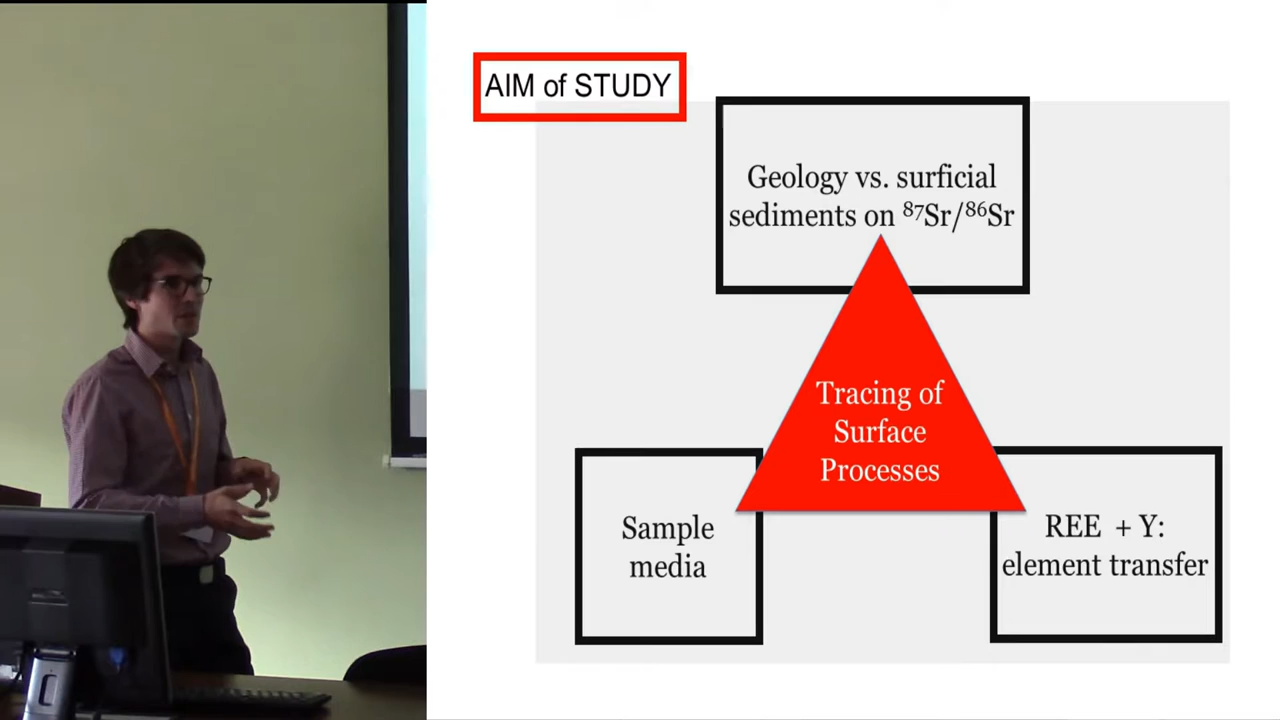 AIM of STUDY
Geology vs. surficial
sediments on ⁸⁷Sr/⁸⁶Sr
Tracing of
Surface
Processes
Sample
media
REE + Y:
element transfer